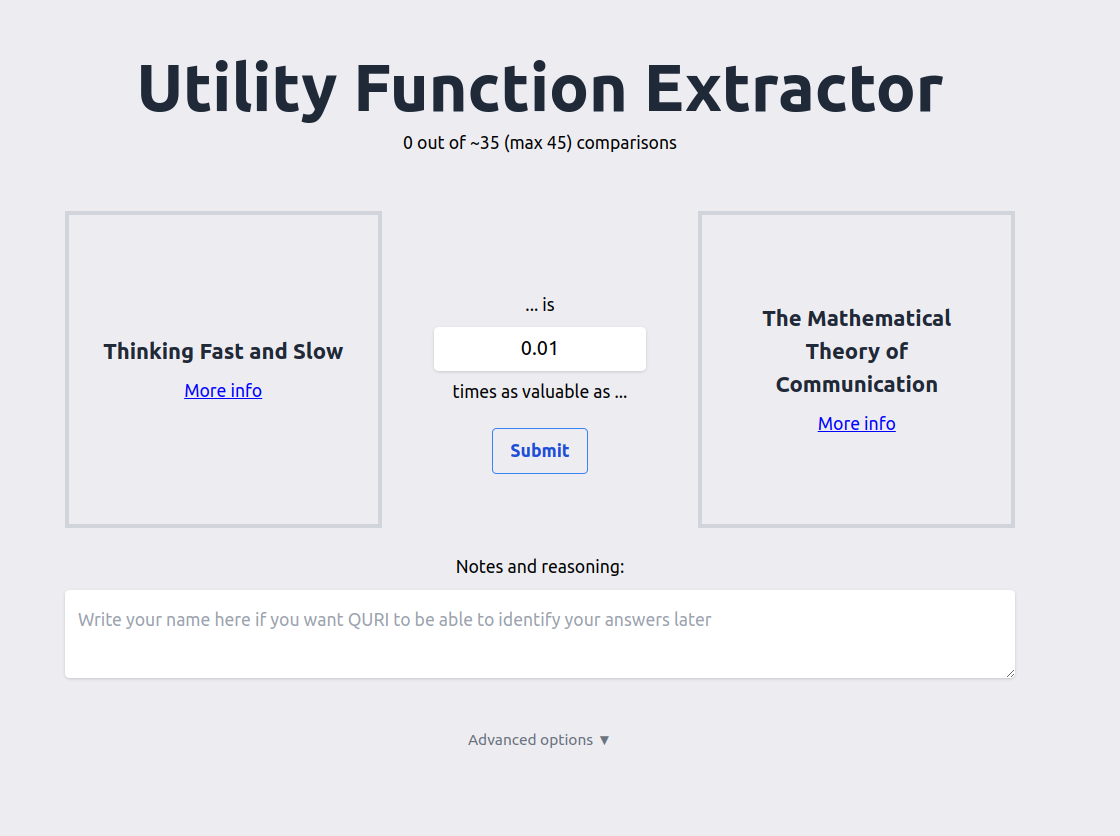 Utility Function Extractor
0 out of ~35 (max 45) comparisons
Thinking Fast and Slow
More info
... is
0.01
times as valuable as ...
Submit
The Mathematical
Theory of
Communication
More info
Notes and reasoning:
Write your name here if you want QURI to be able to identify your answers later
Advanced options ▼